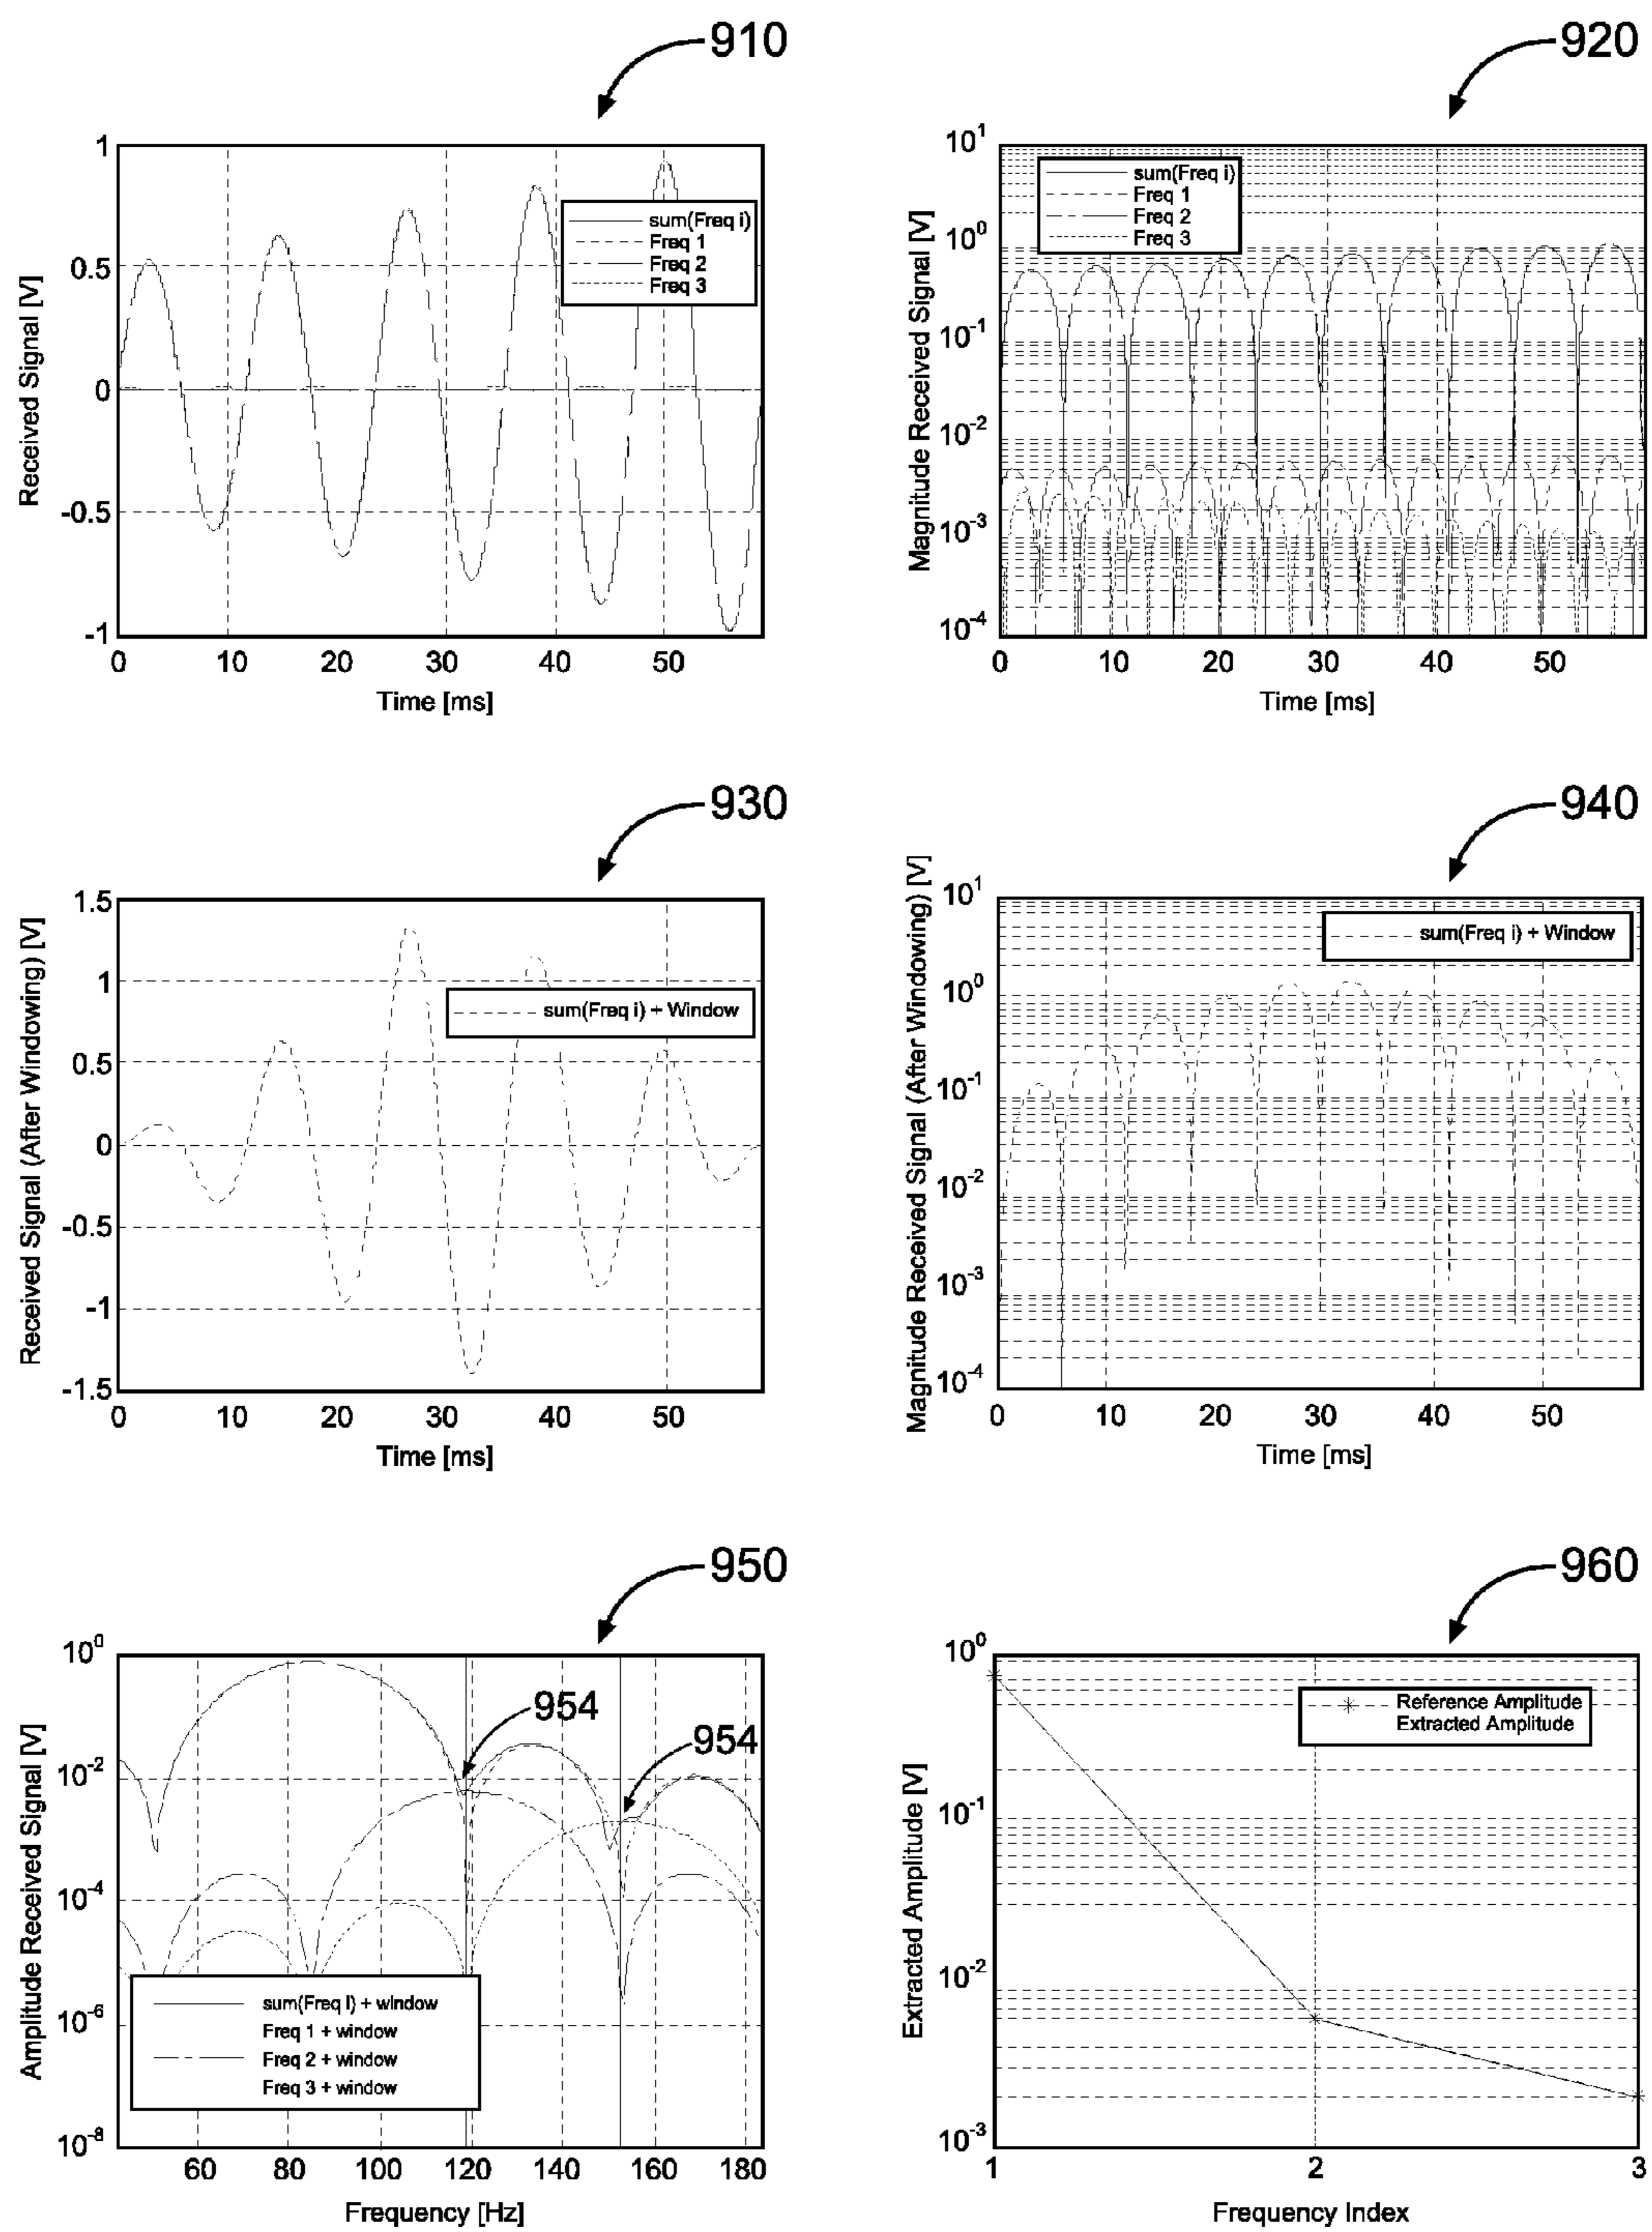 910
Received Signal [V]
1
0.5
0
-0.5
-1
sum(Freq i)
Freq 1
Freq 2
Freq 3
0 10 20 30 40 50
Time [ms]
920
Magnitude Received Signal [V]
10^1
10^0
10^-1
10^-2
10^-3
10^-4
sum(Freq i)
Freq 1
Freq 2
Freq 3
0 10 20 30 40 50
Time [ms]
930
Received Signal (After Windowing) [V]
1.5
1
0.5
0
-0.5
-1
-1.5
sum(Freq i) + Window
0 10 20 30 40 50
Time [ms]
940
Magnitude Received Signal (After Windowing) [V]
10^1
10^0
10^-1
10^-2
10^-3
10^-4
sum(Freq i) + Window
0 10 20 30 40 50
Time [ms]
950
Amplitude Received Signal [V]
10^0
10^-2
10^-4
10^-6
10^-8
954
954
sum(Freq I) + window
Freq 1 + window
Freq 2 + window
Freq 3 + window
60 80 100 120 140 160 180
Frequency [Hz]
960
Extracted Amplitude [V]
10^0
10^-1
10^-2
10^-3
Reference Amplitude
Extracted Amplitude
1 2 3
Frequency Index